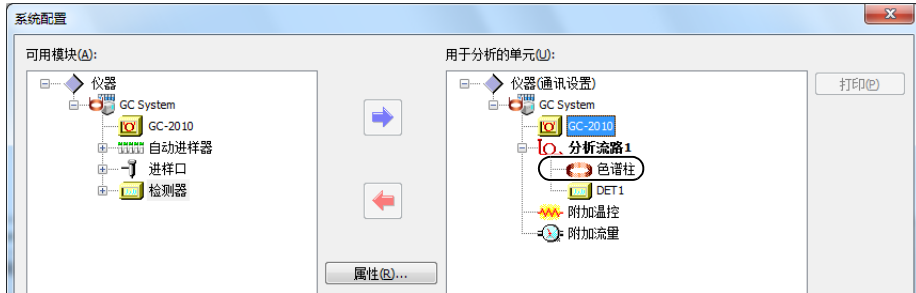 系统配置
可用模块(A):
仪器
GC System
GC-2010
自动进样器
进样口
检测器
属性(R)...
用于分析的单元(U):
仪器(通讯设置)
GC System
GC-2010
分析流路1
色谱柱
DET1
附加温控
附加流量
打印(P)